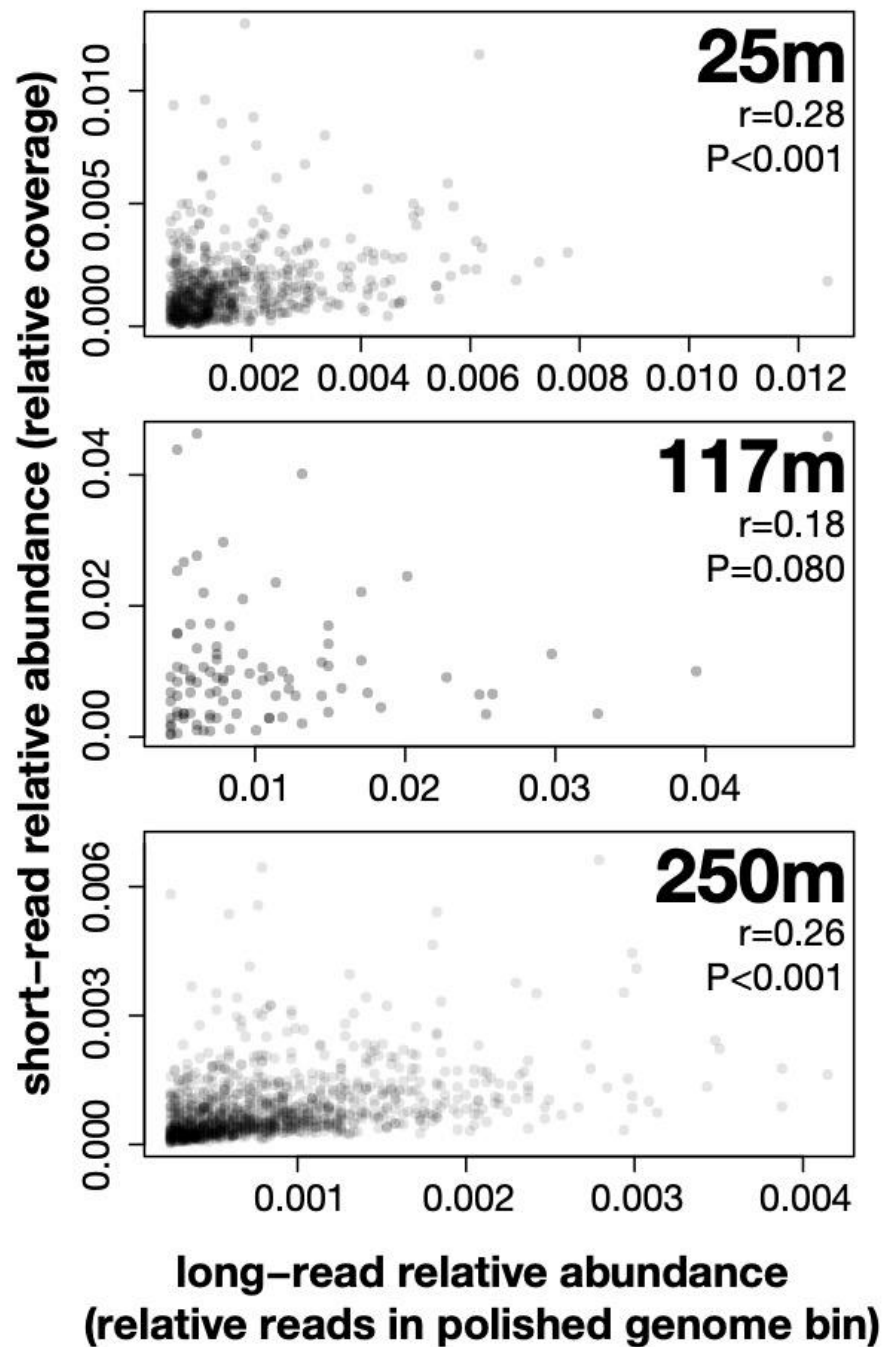 short–read relative abundance (relative coverage)
25m
r=0.28
P<0.001
0.010
0.005
0.000
0.002 0.004 0.006 0.008 0.010 0.012
117m
r=0.18
P=0.080
0.04
0.02
0.00
0.01 0.02 0.03 0.04
250m
r=0.26
P<0.001
0.006
0.003
0.000
0.001 0.002 0.003 0.004
long–read relative abundance
(relative reads in polished genome bin)